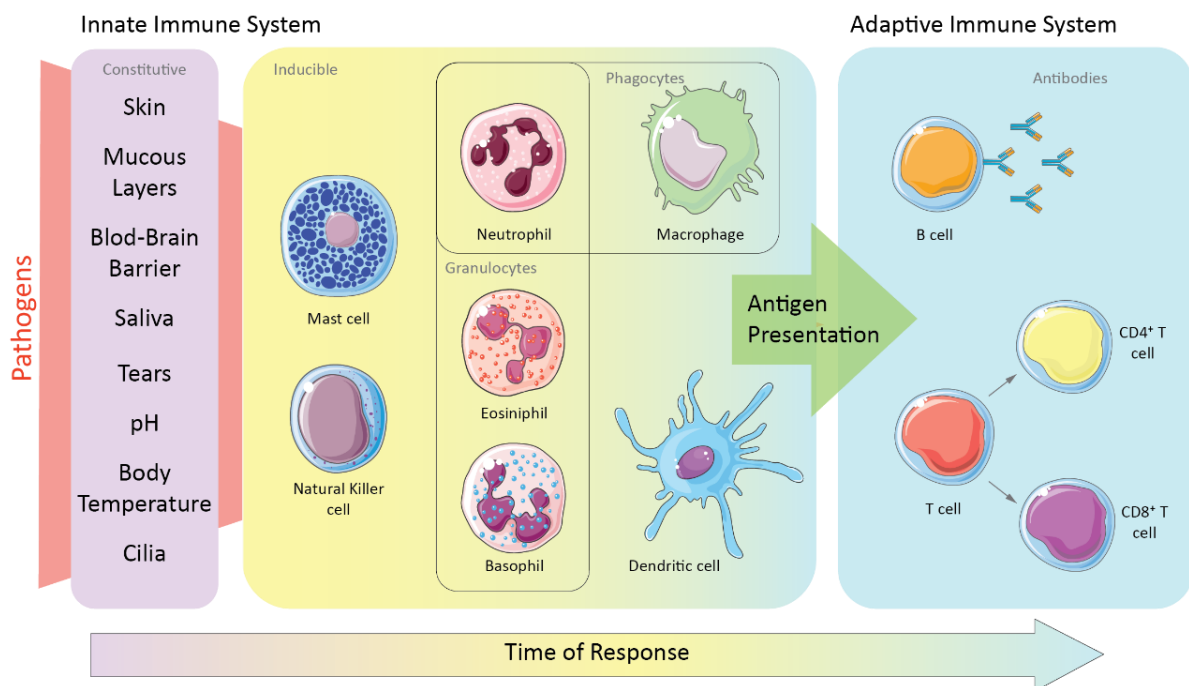 Innate Immune System
Adaptive Immune System
Pathogens
Constitutive
Skin
Mucous
Layers
Blod-Brain
Barrier
Saliva
Tears
pH
Body
Temperature
Cilia
Inducible
Mast cell
Natural Killer
cell
Phagocytes
Neutrophil
Macrophage
Granulocytes
Eosiniphil
Basophil
Dendritic cell
Antigen
Presentation
Antibodies
B cell
T cell
CD4⁺ T
cell
CD8⁺ T
cell
Time of Response